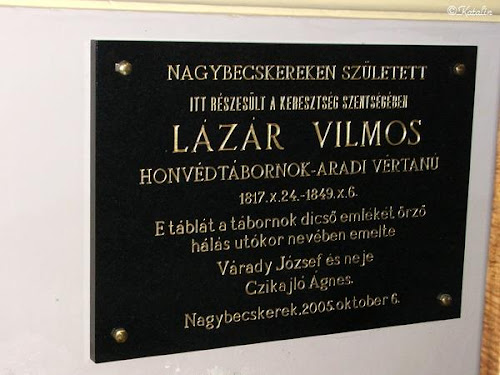 ©Katalin
NAGYBECSKEREKEN SZÜLETETT
ITT RÉSZESÜLT A KERESZTSÉG SZENTSÉGÉBEN
LÁZÁR VILMOS
HONVÉDTÁBORNOK-ARADI VÉRTANÚ
1817.X.24.-1849.X.6.
E táblát a tábornok dicső emlékét őrző
hálás utókor nevében emelte
Várady József és neje
Czikajló Ágnes.
Nagybecskerek.2005.október 6.